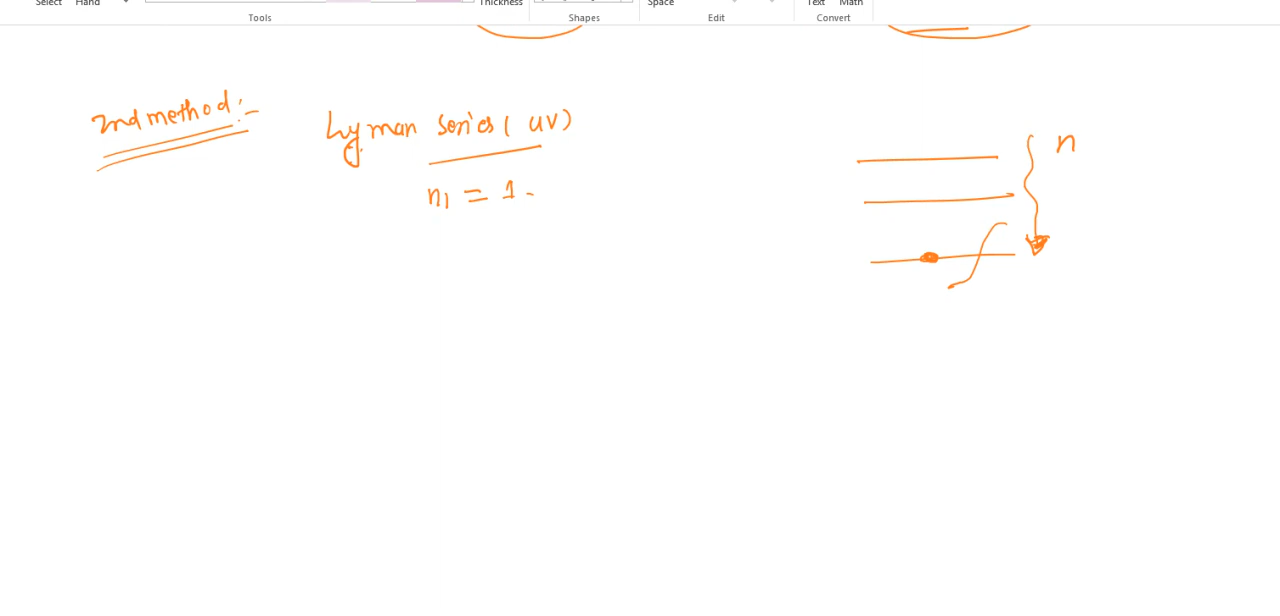 Select Hand Thickness Space Text Math
Tools Shapes Edit Convert
2nd method:-
Lyman series ( UV)
n1 = 1.
n